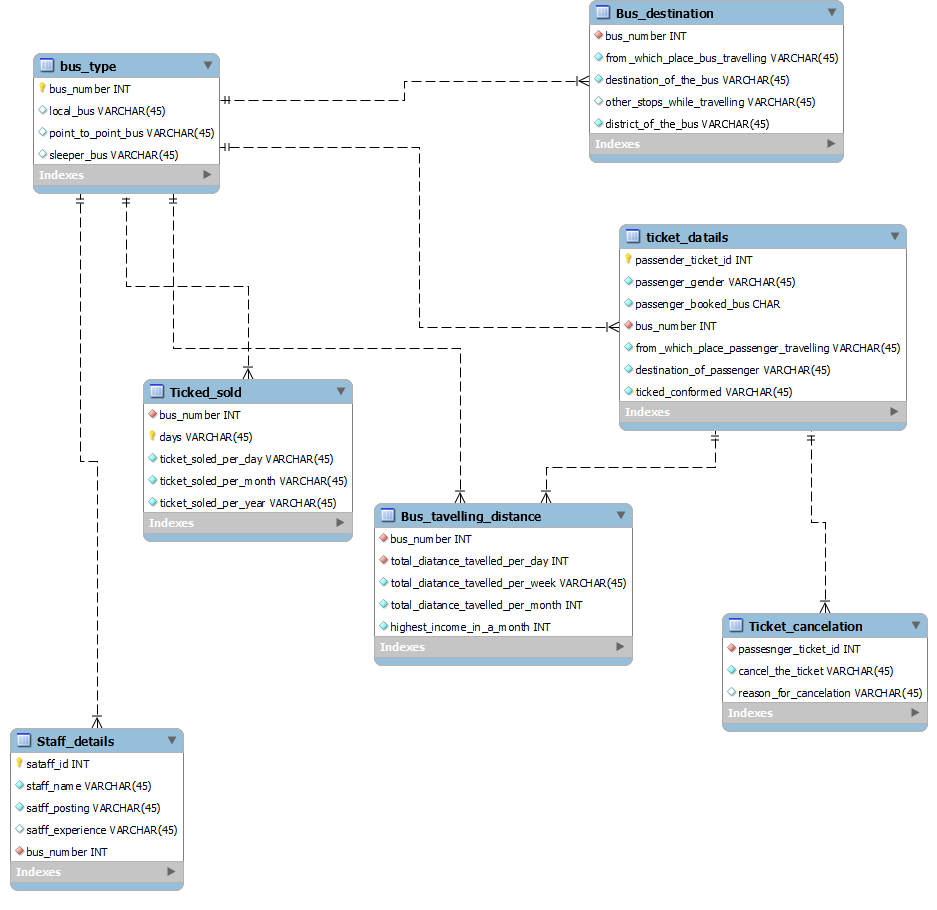 bus_type
bus_number INT
local_bus VARCHAR(45)
point_to_point_bus VARCHAR(45)
sleeper_bus VARCHAR(45)
Indexes
Bus_destination
bus_number INT
from_which_place_bus_travelling VARCHAR(45)
destination_of_the_bus VARCHAR(45)
other_stops_while_travelling VARCHAR(45)
district_of_the_bus VARCHAR(45)
Indexes
ticket_datails
passender_ticket_id INT
passenger_gender VARCHAR(45)
passenger_booked_bus CHAR
bus_number INT
from_which_place_passenger_travelling VARCHAR(45)
destination_of_passenger VARCHAR(45)
ticked_conformed VARCHAR(45)
Indexes
Ticked_sold
bus_number INT
days VARCHAR(45)
ticket_soled_per_day VARCHAR(45)
ticket_soled_per_month VARCHAR(45)
ticket_soled_per_year VARCHAR(45)
Indexes
Bus_tavelling_distance
bus_number INT
total_diatance_tavelled_per_day INT
total_diatance_tavelled_per_week VARCHAR(45)
total_diatance_tavelled_per_month INT
highest_income_in_a_month INT
Indexes
Ticket_cancelation
passesnger_ticket_id INT
cancel_the_ticket VARCHAR(45)
reason_for_cancelation VARCHAR(45)
Indexes
Staff_details
sataff_id INT
staff_name VARCHAR(45)
satff_posting VARCHAR(45)
satff_experience VARCHAR(45)
bus_number INT
Indexes